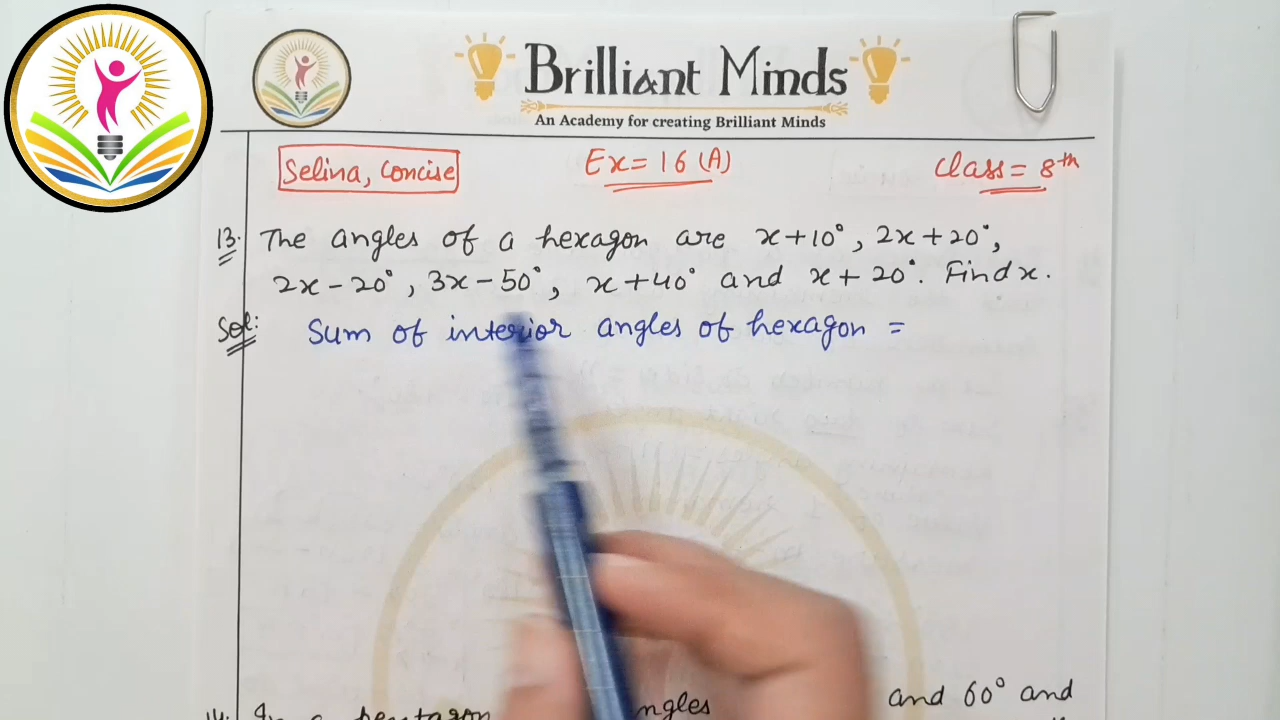 Brilliant Minds
An Academy for creating Brilliant Minds
Selina, Concise Ex = 16 (A) Class = 8th
13. The angles of a hexagon are x+10°, 2x+20°,
2x-20°, 3x-50°, x+40° and x+20°. Find x.
Sol: Sum of interior angles of hexagon =
14. and 60° and